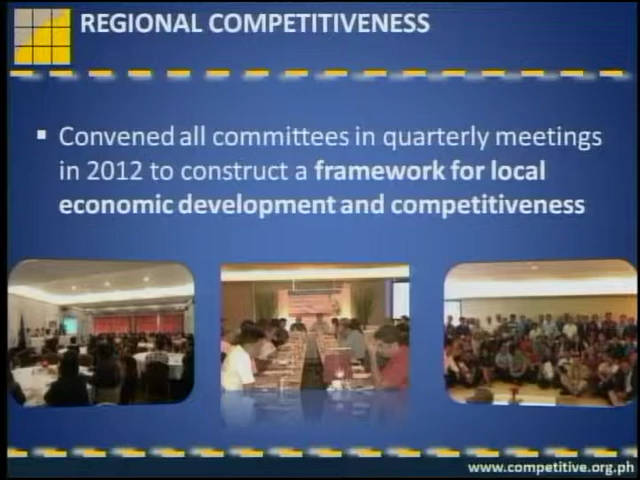 REGIONAL COMPETITIVENESS
▪ Convened all committees in quarterly meetings
in 2012 to construct a framework for local
economic development and competitiveness
www.competitive.org.ph